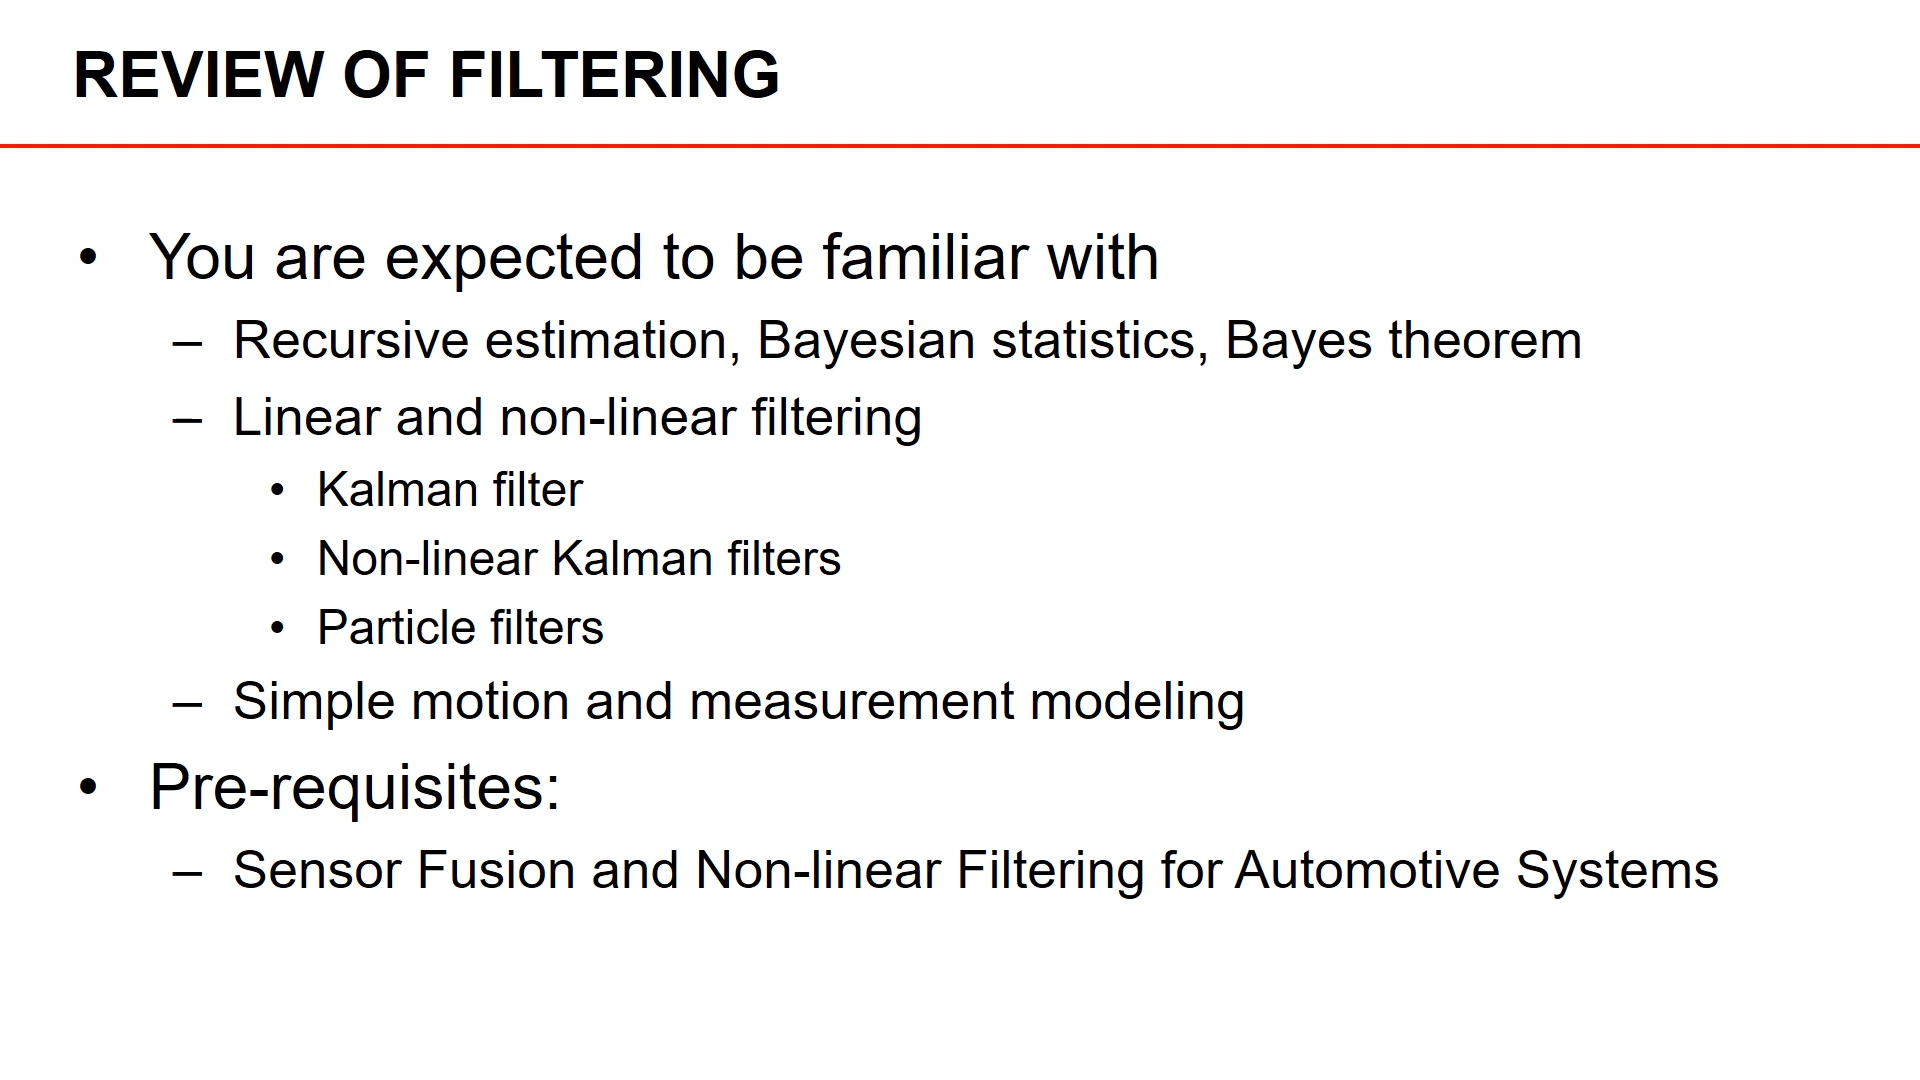 REVIEW OF FILTERING
• You are expected to be familiar with
– Recursive estimation, Bayesian statistics, Bayes theorem
– Linear and non-linear filtering
• Kalman filter
• Non-linear Kalman filters
• Particle filters
– Simple motion and measurement modeling
• Pre-requisites:
– Sensor Fusion and Non-linear Filtering for Automotive Systems